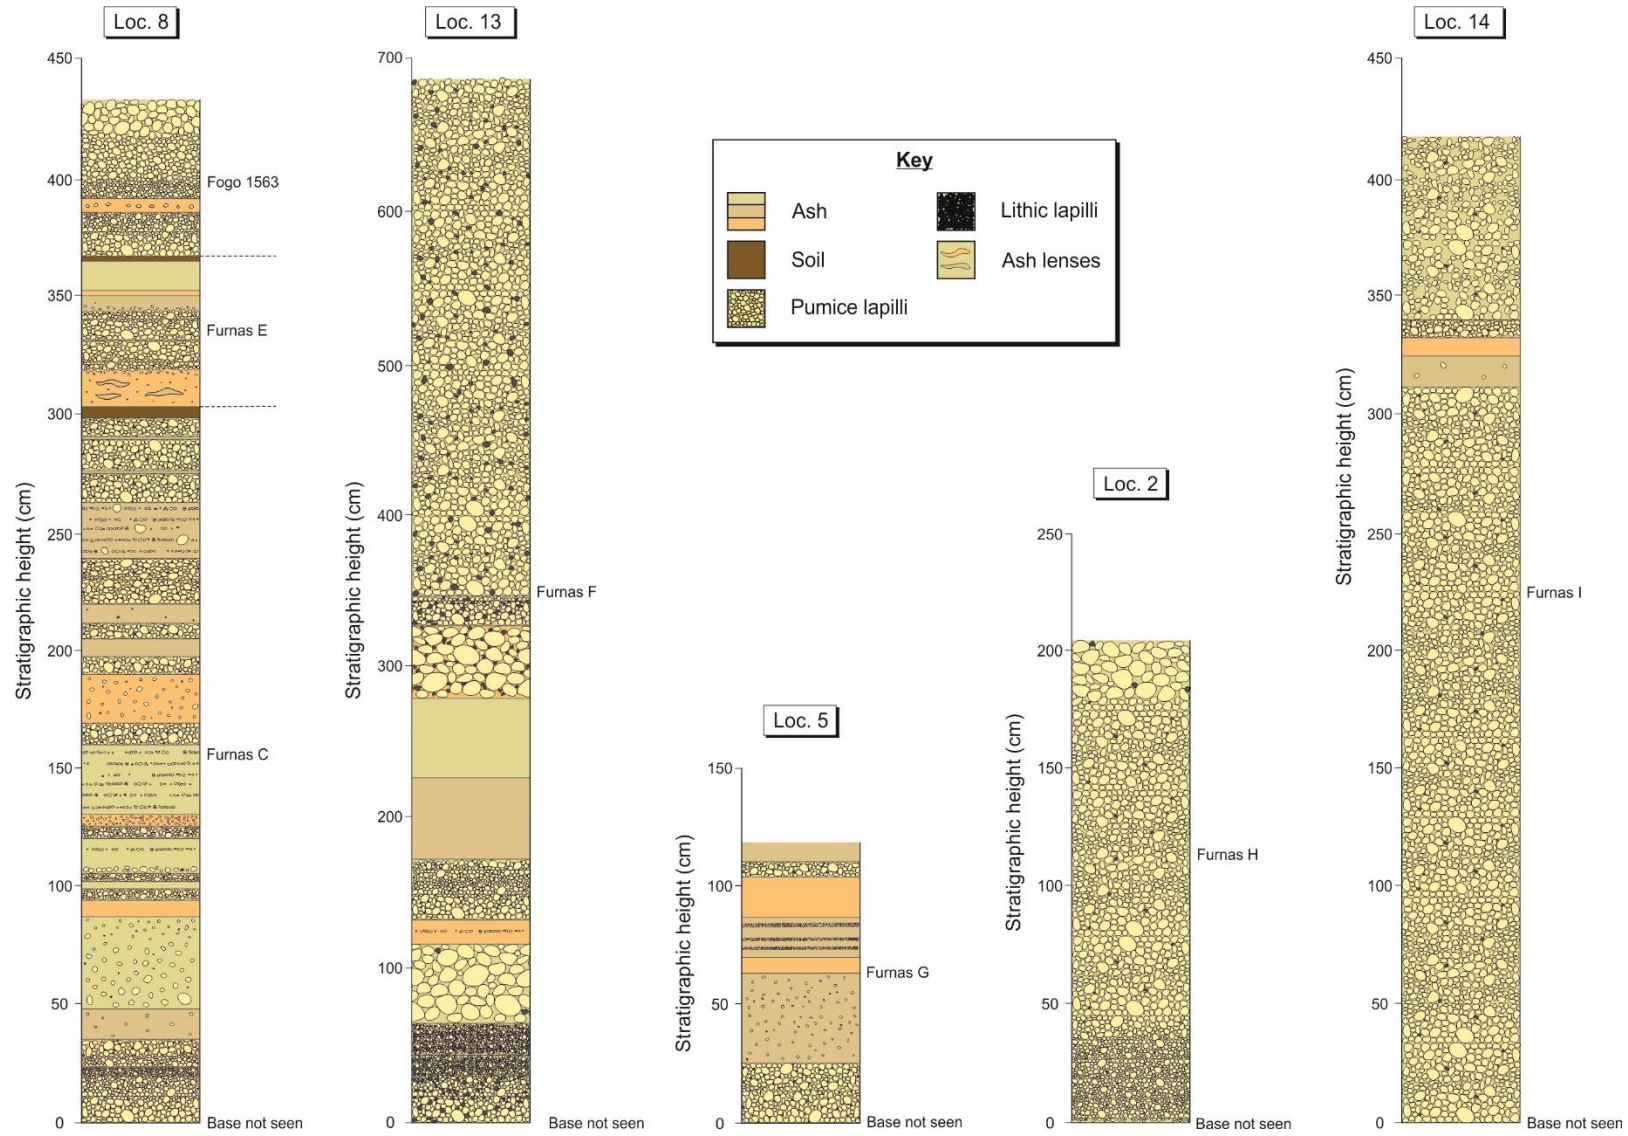 Loc. 8
450
400
350
300
250
200
150
100
50
0
Stratigraphic height (cm)
Fogo 1563
Furnas E
Furnas C
Base not seen
Loc. 13
700
600
500
400
300
200
100
0
Stratigraphic height (cm)
Furnas F
Base not seen
Key
Ash
Soil
Pumice lapilli
Lithic lapilli
Ash lenses
Loc. 5
150
100
50
0
Stratigraphic height (cm)
Furnas G
Base not seen
Loc. 2
250
200
150
100
50
0
Stratigraphic height (cm)
Furnas H
Base not seen
Loc. 14
450
400
350
300
250
200
150
100
50
0
Stratigraphic height (cm)
Furnas I
Base not seen